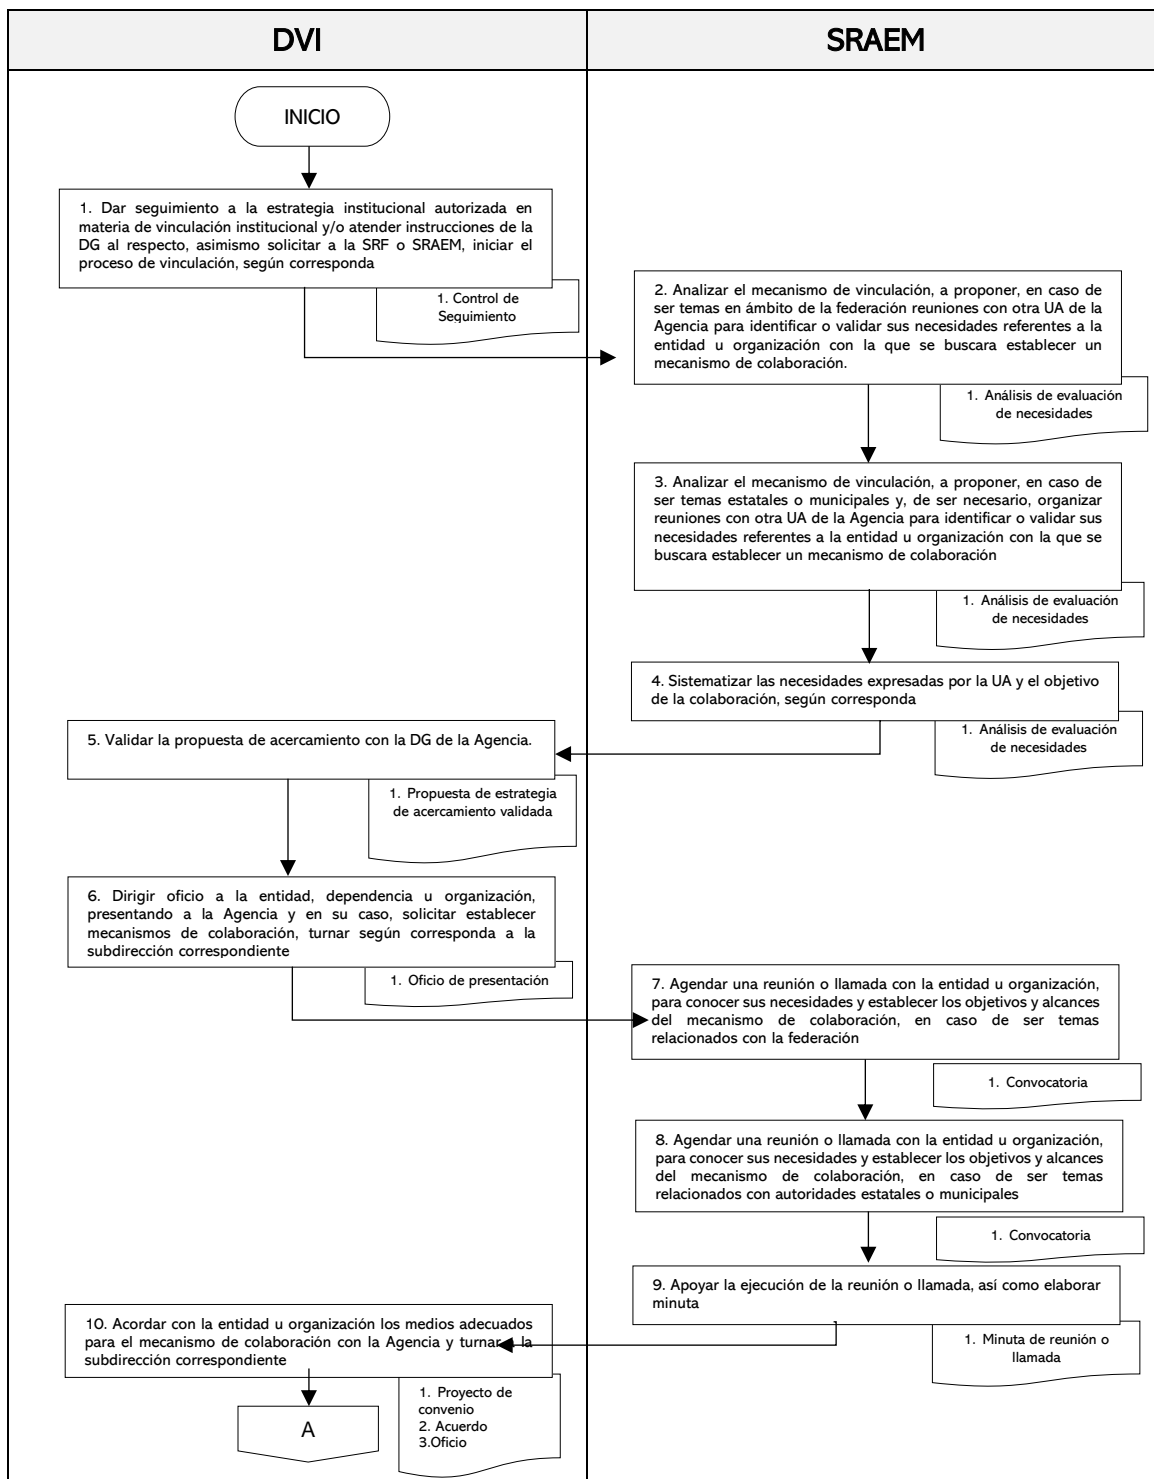 DVI
SRAEM
INICIO
1. Dar seguimiento a la estrategia institucional autorizada en
materia de vinculación institucional y/o atender instrucciones de la
DG al respecto, asimismo solicitar a la SRF o SRAEM, iniciar el
proceso de vinculación, según corresponda
1. Control de
Seguimiento
2. Analizar el mecanismo de vinculación, a proponer, en caso de
ser temas en ámbito de la federación reuniones con otra UA de la
Agencia para identificar o validar sus necesidades referentes a la
entidad u organización con la que se buscara establecer un
mecanismo de colaboración.
1. Análisis de evaluación
de necesidades
3. Analizar el mecanismo de vinculación, a proponer, en caso de
ser temas estatales o municipales y, de ser necesario, organizar
reuniones con otra UA de la Agencia para identificar o validar sus
necesidades referentes a la entidad u organización con la que se
buscara establecer un mecanismo de colaboración
1. Análisis de evaluación
de necesidades
4. Sistematizar las necesidades expresadas por la UA y el objetivo
de la colaboración, según corresponda
1. Análisis de evaluación
de necesidades
5. Validar la propuesta de acercamiento con la DG de la Agencia.
1. Propuesta de estrategia
de acercamiento validada
6. Dirigir oficio a la entidad, dependencia u organización,
presentando a la Agencia y en su caso, solicitar establecer
mecanismos de colaboración, turnar según corresponda a la
subdirección correspondiente
1. Oficio de presentación
7. Agendar una reunión o llamada con la entidad u organización,
para conocer sus necesidades y establecer los objetivos y alcances
del mecanismo de colaboración, en caso de ser temas
relacionados con la federación
1. Convocatoria
8. Agendar una reunión o llamada con la entidad u organización,
para conocer sus necesidades y establecer los objetivos y alcances
del mecanismo de colaboración, en caso de ser temas
relacionados con autoridades estatales o municipales
1. Convocatoria
9. Apoyar la ejecución de la reunión o llamada, así como elaborar
minuta
1. Minuta de reunión o
llamada
10. Acordar con la entidad u organización los medios adecuados
para el mecanismo de colaboración con la Agencia y turnar a la
subdirección correspondiente
1. Proyecto de
convenio
2. Acuerdo
3.Oficio
A